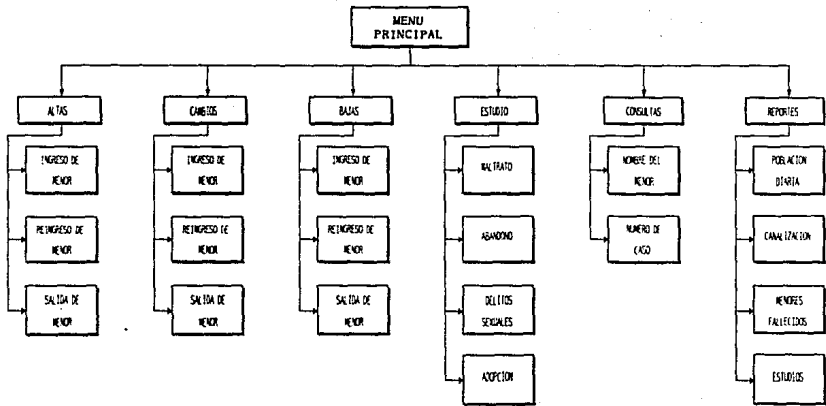 MENU
PRINCIPAL
ALTAS
CAMBIOS
BAJAS
ESTUDIO
CONSULTAS
REPORTES
INGRESO DE
MENOR
REINGRESO DE
MENOR
SALIDA DE
MENOR
INGRESO DE
MENOR
REINGRESO DE
MENOR
SALIDA DE
MENOR
INGRESO DE
MENOR
REINGRESO DE
MENOR
SALIDA DE
MENOR
MALTRATO
ABANDONO
DELITOS
SEXUALES
ADOPCION
NOMBRE DEL
MENOR
NUMERO DE
CASO
POBLACION
DIARIA
CANALIZACION
MENORES
FALLECIDOS
ESTUDIOS